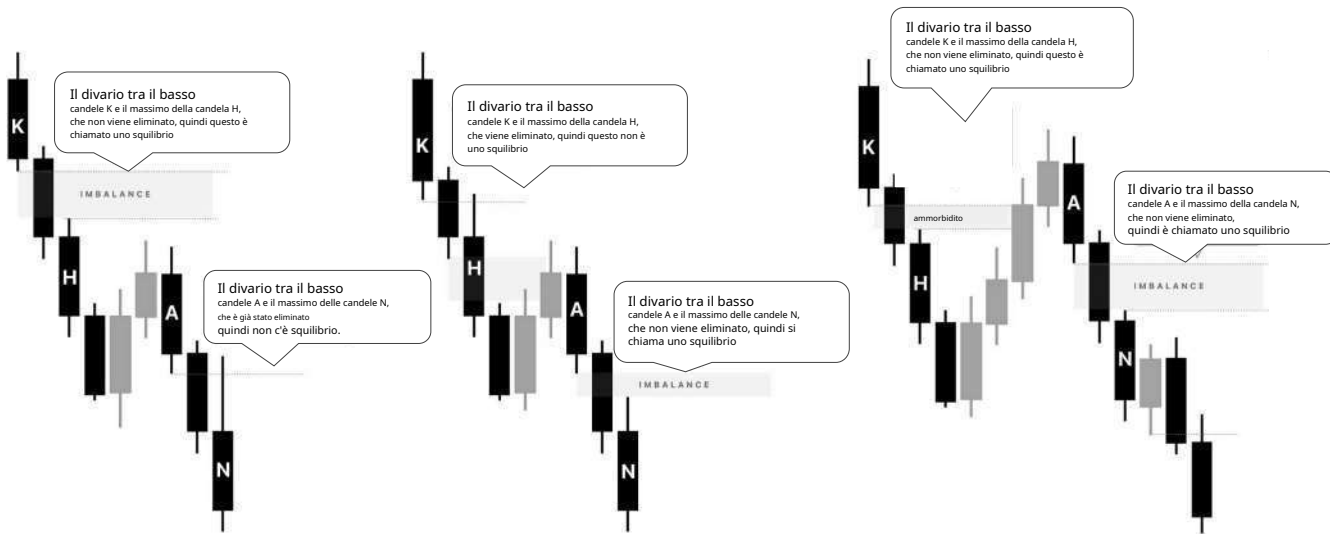 K
Il divario tra il basso
candele K e il massimo della candela H,
che non viene eliminato, quindi questo è
chiamato uno squilibrio
IMBALANCE
H
A
Il divario tra il basso
candele A e il massimo delle candele N,
che è già stato eliminato
quindi non c'è squilibrio.
N
K
Il divario tra il basso
candele K e il massimo della candela H,
che viene eliminato, quindi questo non è
uno squilibrio
H
A
Il divario tra il basso
candele A e il massimo delle candele N,
che non viene eliminato, quindi si
chiama uno squilibrio
IMBALANCE
N
Il divario tra il basso
candele K e il massimo della candela H,
che non viene eliminato, quindi questo è
chiamato uno squilibrio
K
ammorbidito
H
A
Il divario tra il basso
candele A e il massimo della candela N,
che non viene eliminato,
quindi è chiamato uno squilibrio
IMBALANCE
N